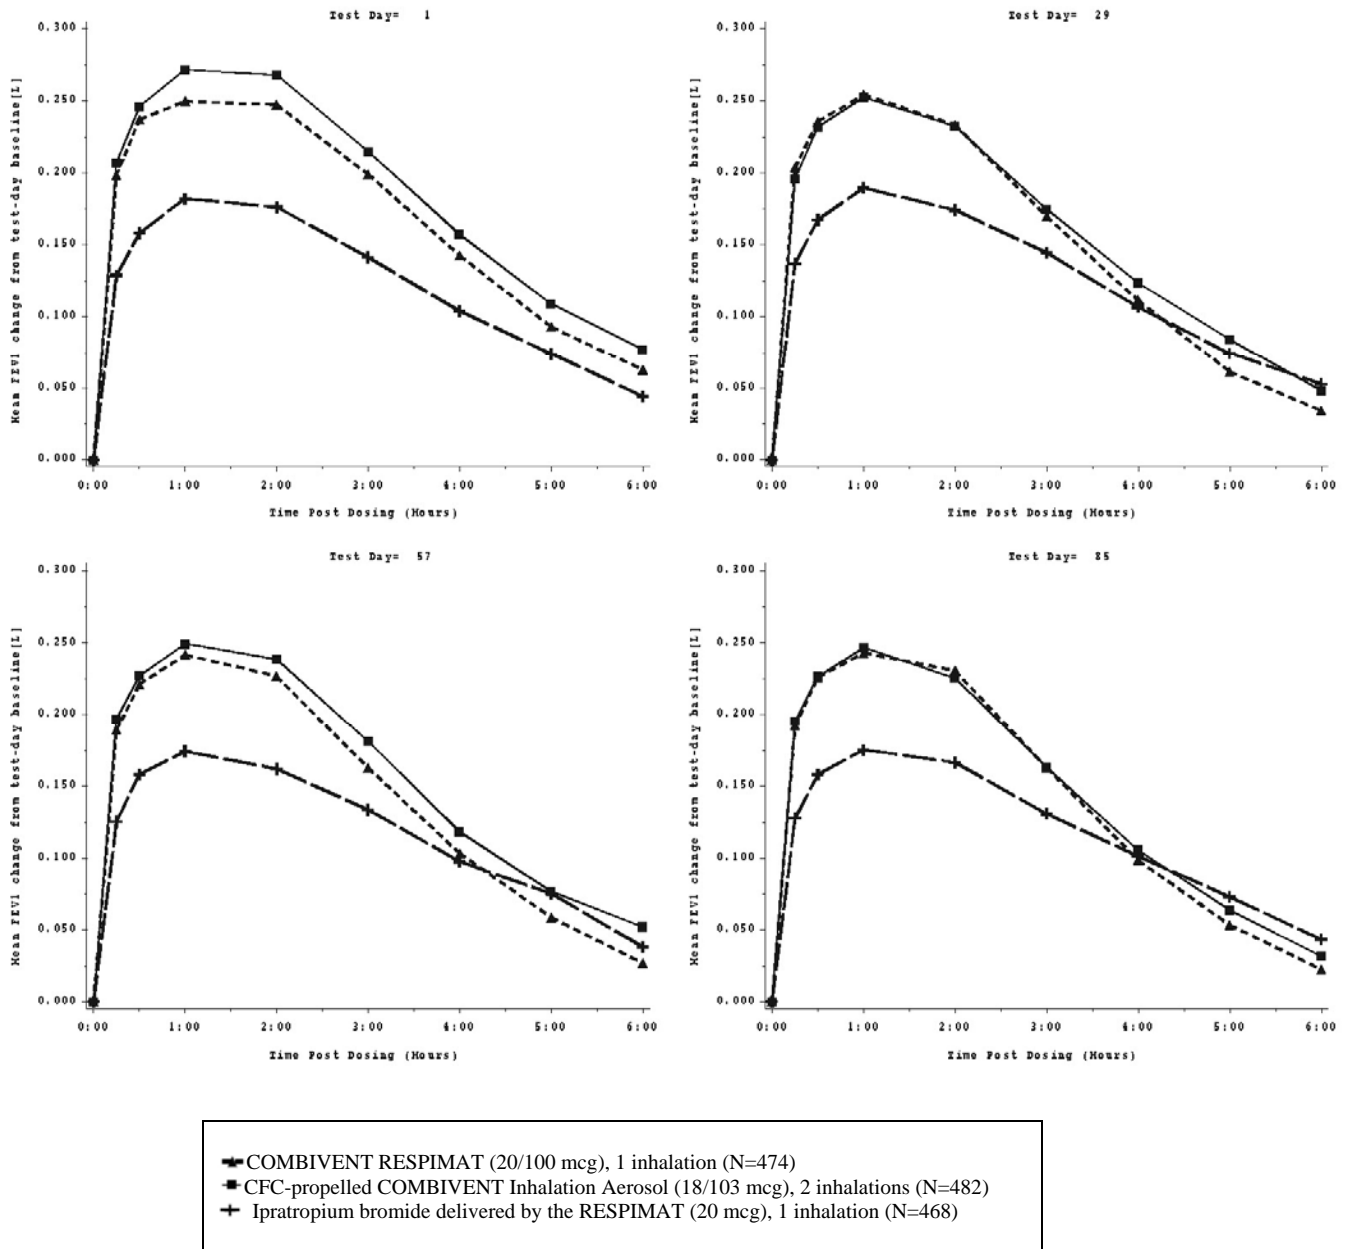 Test Day= 1
0.300
0.250
0.200
0.150
0.100
0.050
0.000
Mean FEV1 change from test-day baseline[L]
0:00 1:00 2:00 3:00 4:00 5:00 6:00
Time Post Dosing (Hours)
Test Day= 29
0.300
0.250
0.200
0.150
0.100
0.050
0.000
Mean FEV1 change from test-day baseline[L]
0:00 1:00 2:00 3:00 4:00 5:00 6:00
Time Post Dosing (Hours)
Test Day= 57
0.300
0.250
0.200
0.150
0.100
0.050
0.000
Mean FEV1 change from test-day baseline[L]
0:00 1:00 2:00 3:00 4:00 5:00 6:00
Time Post Dosing (Hours)
Test Day= 85
0.300
0.250
0.200
0.150
0.100
0.050
0.000
Mean FEV1 change from test-day baseline[L]
0:00 1:00 2:00 3:00 4:00 5:00 6:00
Time Post Dosing (Hours)
COMBIVENT RESPIMAT (20/100 mcg), 1 inhalation (N=474)
CFC-propelled COMBIVENT Inhalation Aerosol (18/103 mcg), 2 inhalations (N=482)
Ipratropium bromide delivered by the RESPIMAT (20 mcg), 1 inhalation (N=468)